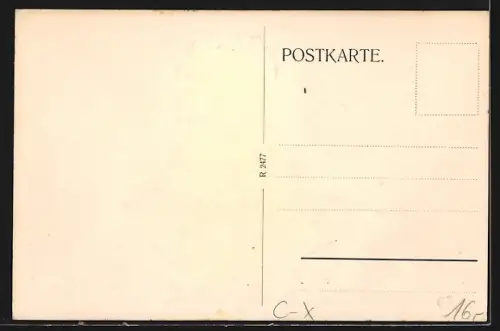 POSTKARTE.
R 2477
C-X
16,-